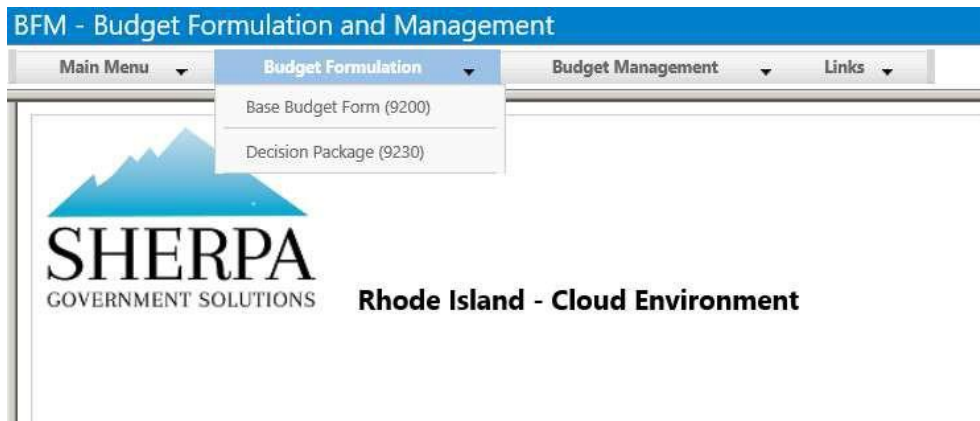 BFM - Budget Formulation and Management
Main Menu Budget Formulation Budget Management Links
Base Budget Form (9200)
Decision Package (9230)
SHERPA
GOVERNMENT SOLUTIONS
Rhode Island - Cloud Environment